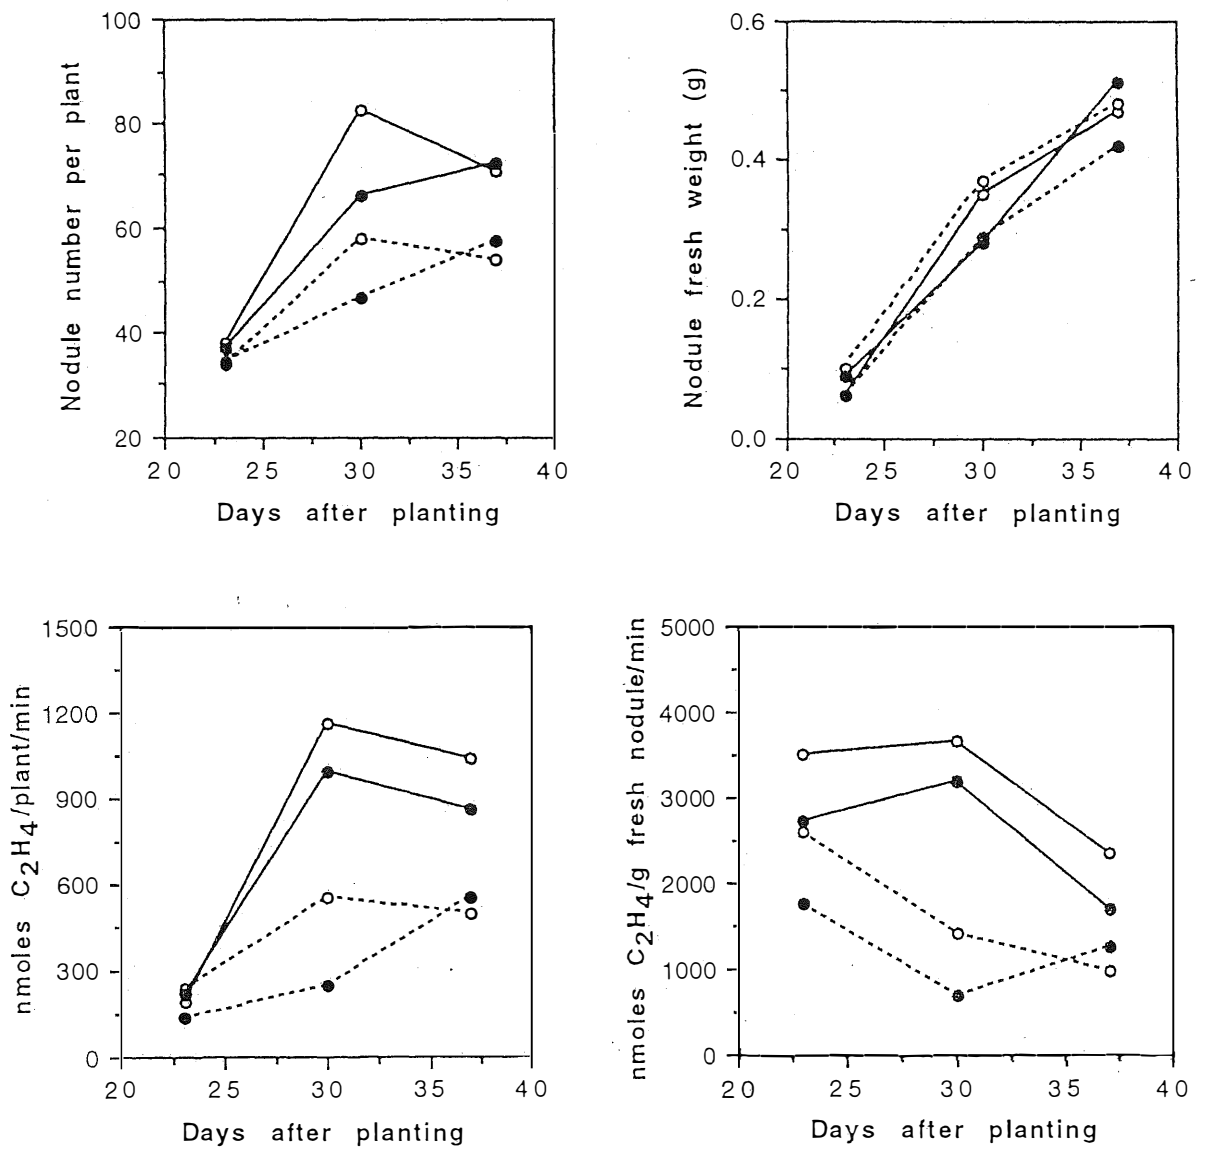 Nodule number per plant
100
80
60
40
20
20 25 30 35 40
Days after planting
Nodule fresh weight (g)
0.6
0.4
0.2
0.0
20 25 30 35 40
Days after planting
nmoles C2H4/plant/min
1500
1200
900
600
300
0
20 25 30 35 40
Days after planting
nmoles C2H4/g fresh nodule/min
5000
4000
3000
2000
1000
0
20 25 30 35 40
Days after planting